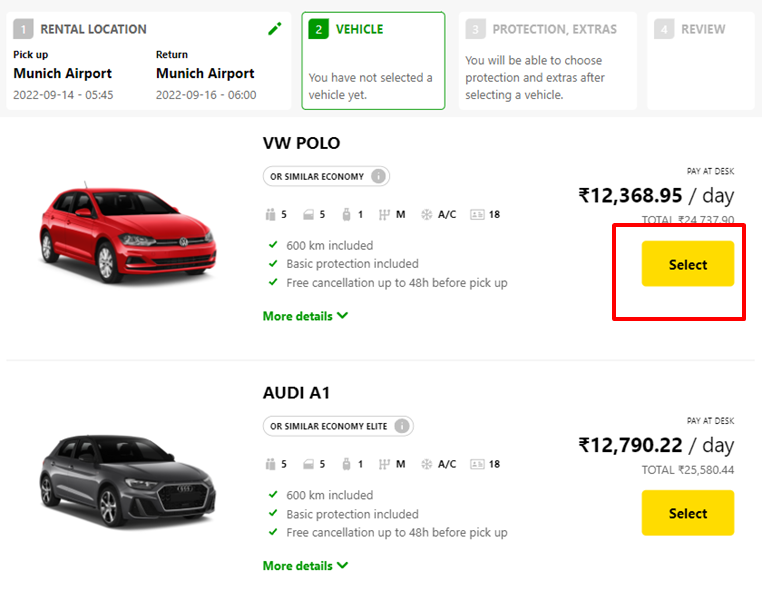 1 RENTAL LOCATION
Pick up Return
Munich Airport Munich Airport
2022-09-14 - 05:45 2022-09-16 - 06:00
2 VEHICLE
You have not selected a
vehicle yet.
3 PROTECTION, EXTRAS
You will be able to choose
protection and extras after
selecting a vehicle.
4 REVIEW
VW POLO
OR SIMILAR ECONOMY i
5 5 1 M A/C 18
600 km included
Basic protection included
Free cancellation up to 48h before pick up
More details
PAY AT DESK
₹12,368.95 / day
TOTAL ₹24,737.90
Select
AUDI A1
OR SIMILAR ECONOMY ELITE i
5 5 1 M A/C 18
600 km included
Basic protection included
Free cancellation up to 48h before pick up
More details
PAY AT DESK
₹12,790.22 / day
TOTAL ₹25,580.44
Select